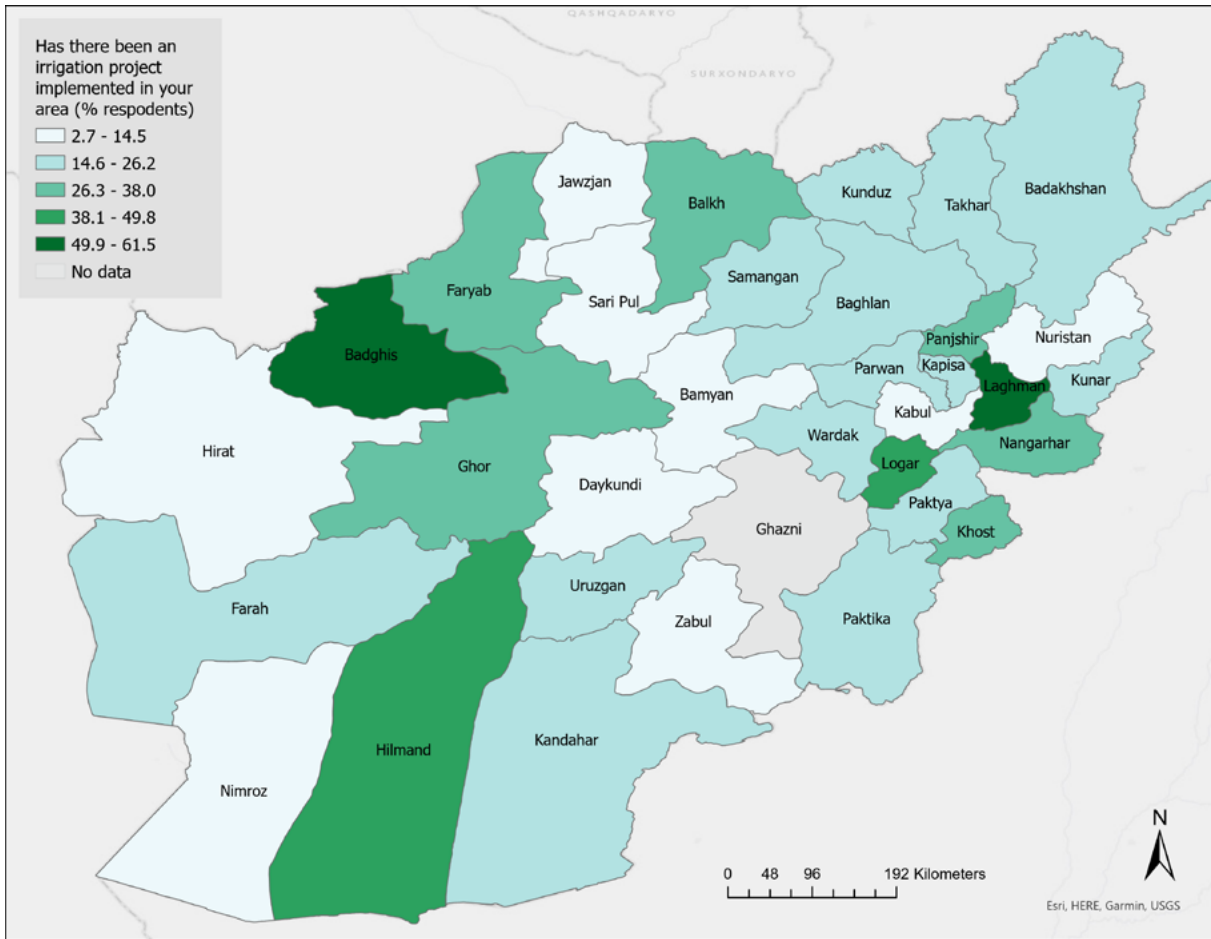 QASHQADARYO
SURXONDARYO
Has there been an
irrigation project
implemented in your
area (% respodents)
2.7 - 14.5
14.6 - 26.2
26.3 - 38.0
38.1 - 49.8
49.9 - 61.5
No data
Jawzjan
Balkh
Kunduz
Takhar
Badakhshan
Faryab
Sari Pul
Samangan
Baghlan
Badghis
Panjshir
Nuristan
Parwan
Kapisa
Laghman
Kunar
Bamyan
Kabul
Hirat
Wardak
Nangarhar
Ghor
Logar
Daykundi
Paktya
Ghazni
Khost
Uruzgan
Farah
Zabul
Paktika
Hilmand
Kandahar
Nimroz
N
0 48 96 192 Kilometers
Esri, HERE, Garmin, USGS